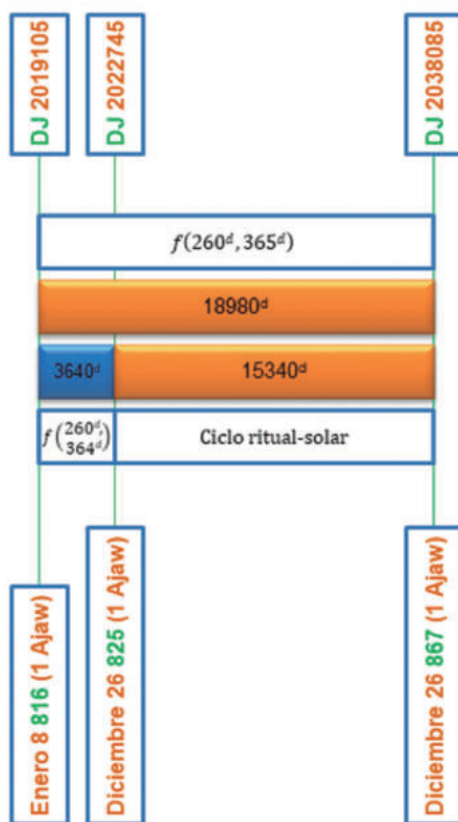 DJ 2019105
DJ 2022745
DJ 2038085
f(260ᵈ, 365ᵈ)
18980ᵈ
3640ᵈ
15340ᵈ
f(260ᵈ,
364ᵈ)
Ciclo ritual-solar
Enero 8 816 (1 Ajaw)
Diciembre 26 825 (1 Ajaw)
Diciembre 26 867 (1 Ajaw)